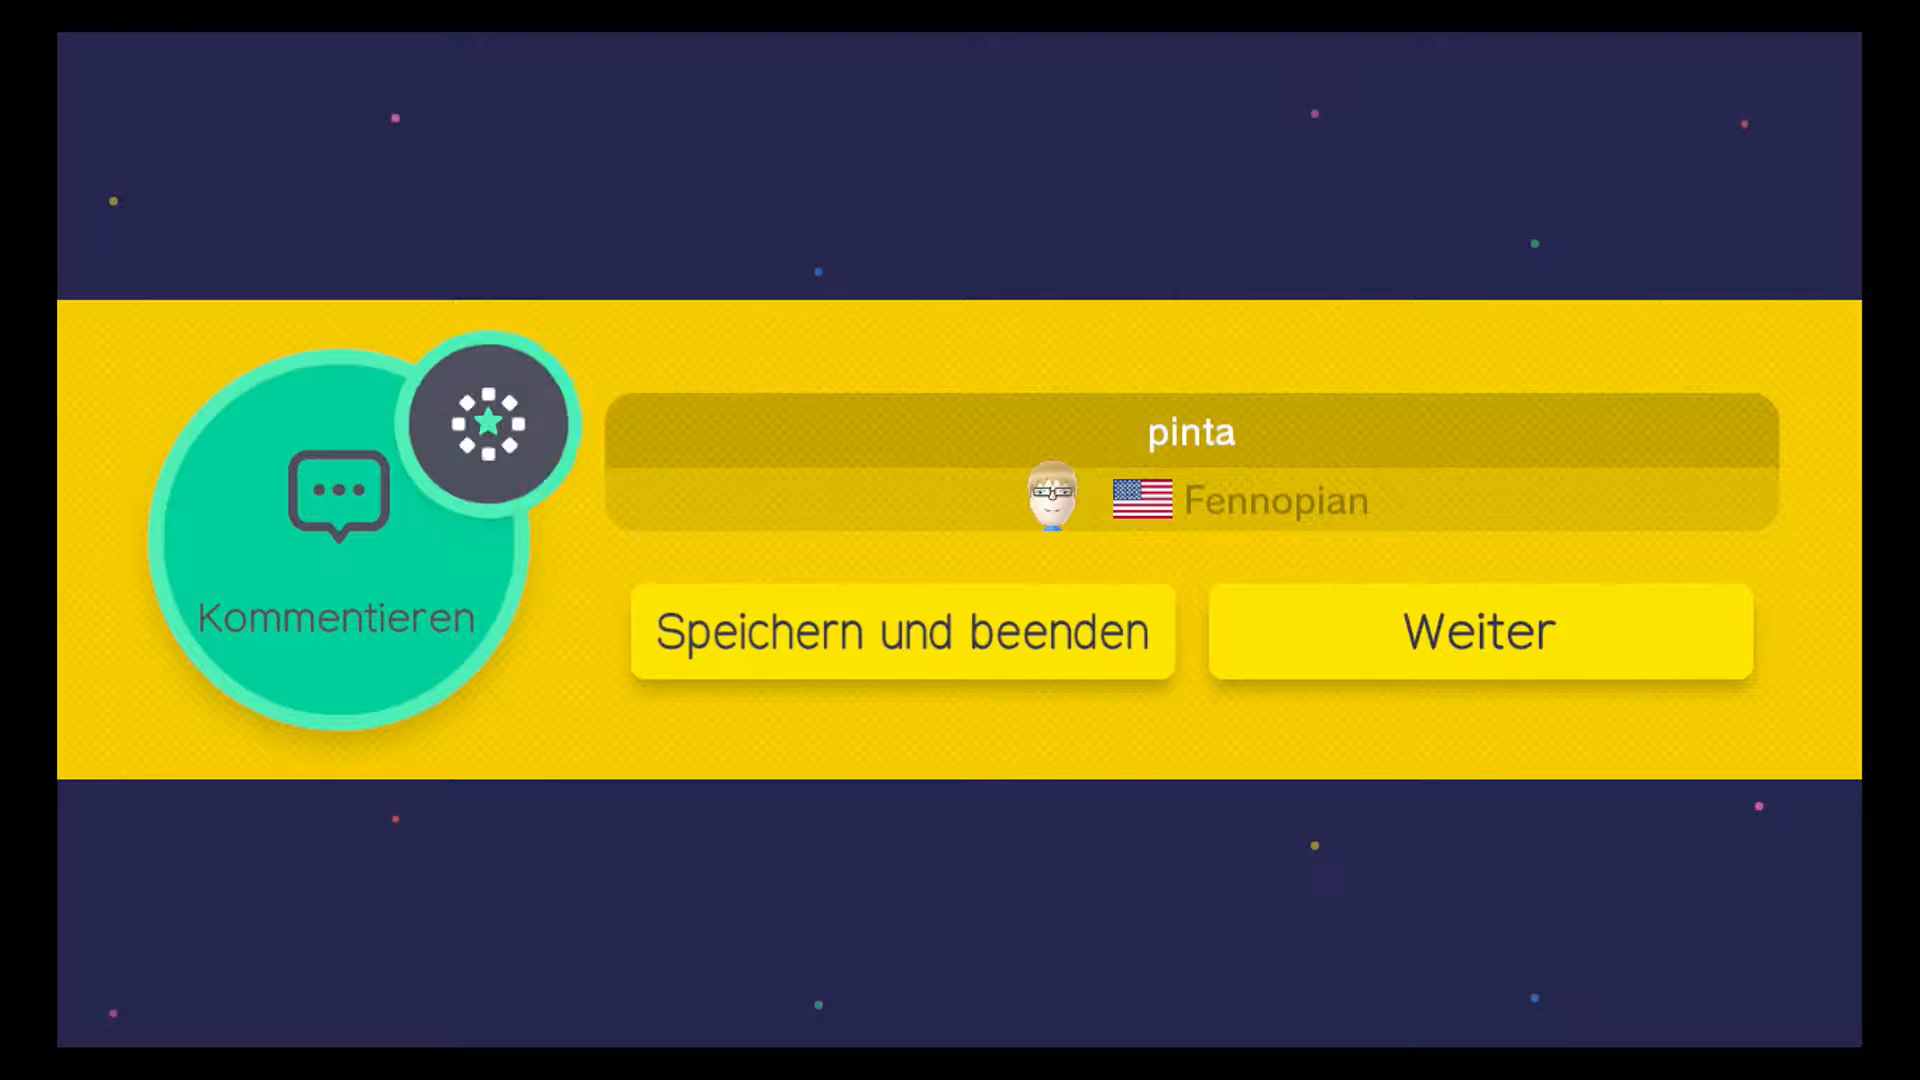 pinta
Fennopian
Kommentieren
Speichern und beenden
Weiter